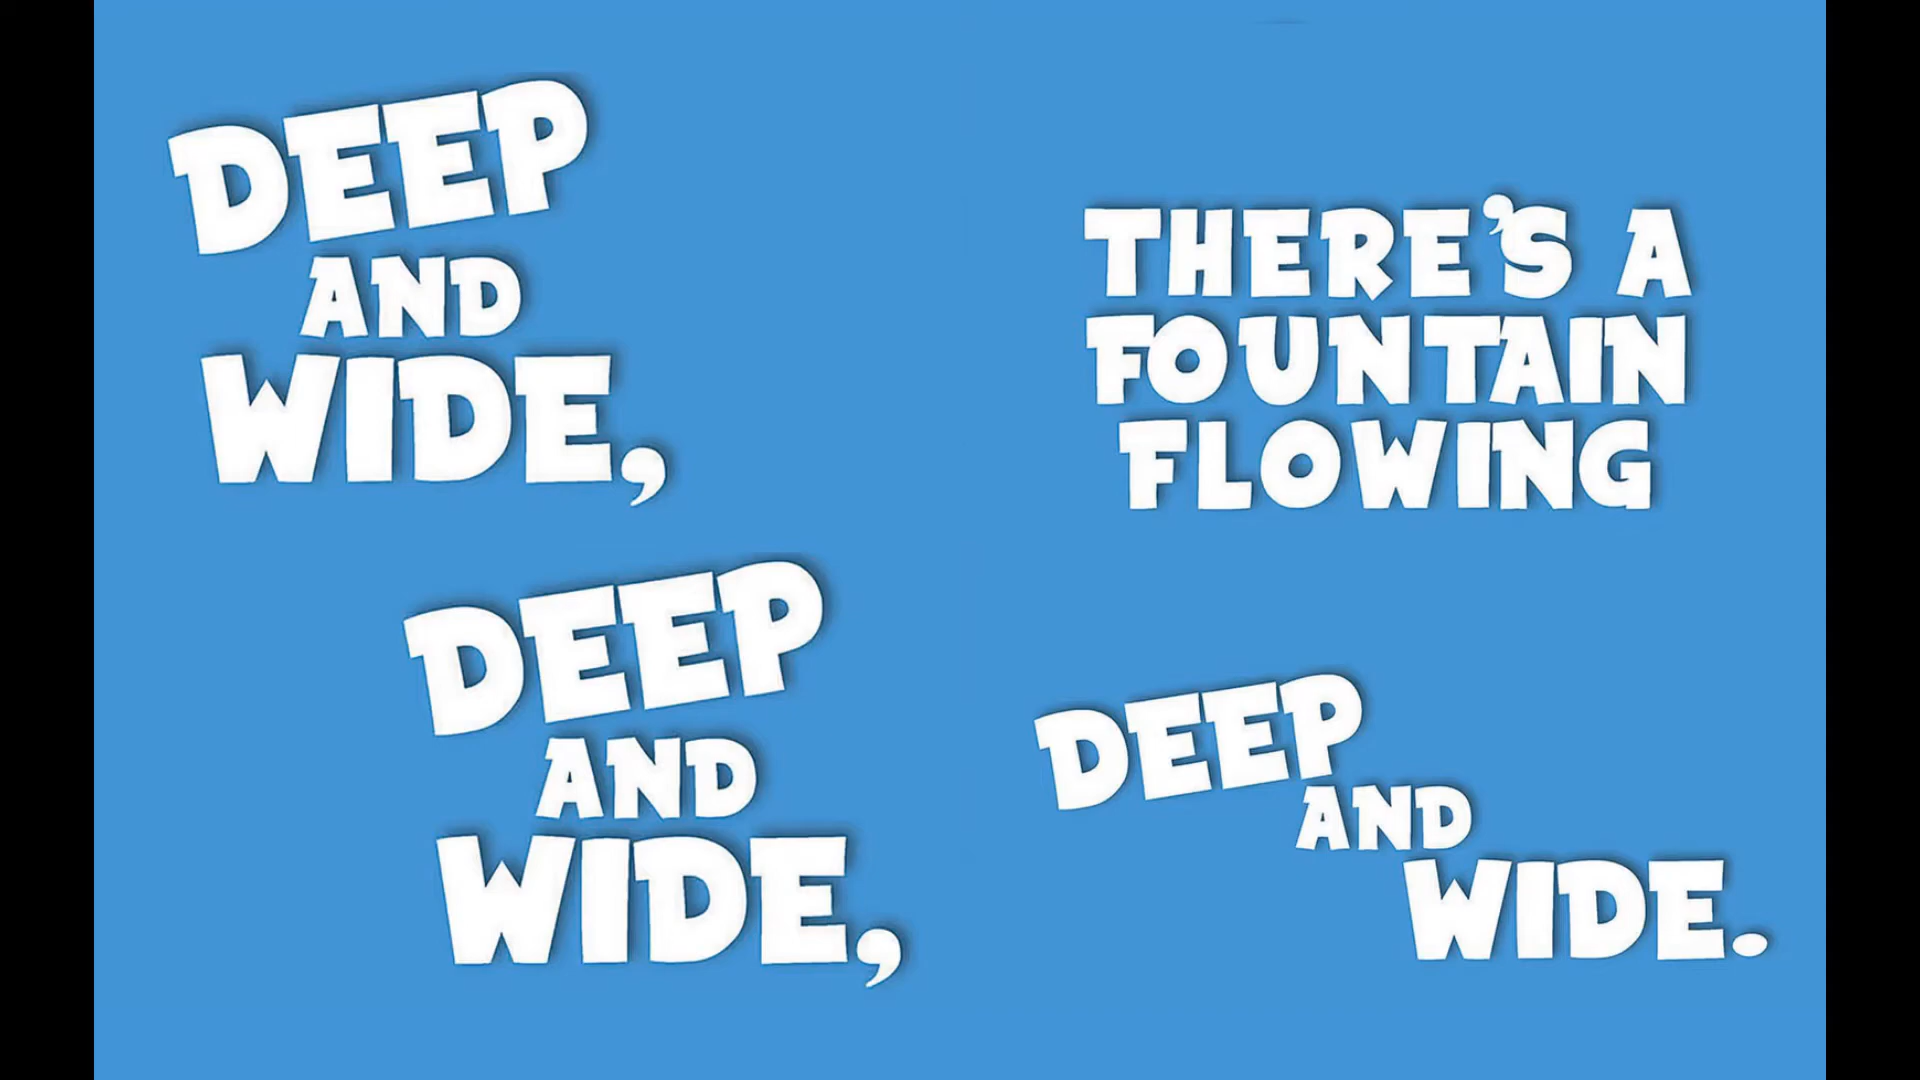 DEEP
AND
WIDE,
DEEP
AND
WIDE,
THERE'S A
FOUNTAIN
FLOWING
DEEP
AND
WIDE.